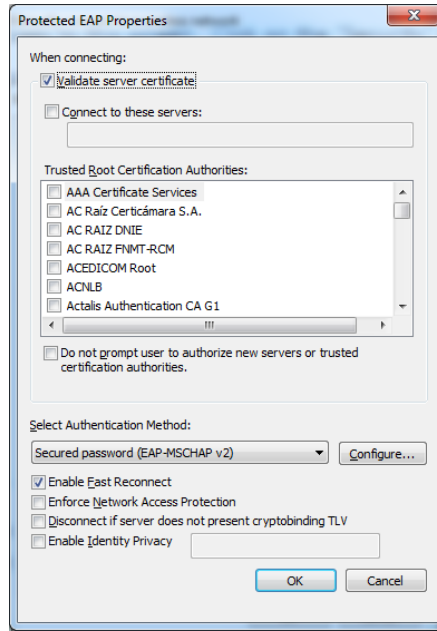 Protected EAP Properties
When connecting:
Validate server certificate
Connect to these servers:
Trusted Root Certification Authorities:
AAA Certificate Services
AC Raíz Certicámara S.A.
AC RAIZ DNIE
AC RAIZ FNMT-RCM
ACEDICOM Root
ACNLB
Actalis Authentication CA G1
Do not prompt user to authorize new servers or trusted
certification authorities.
Select Authentication Method:
Secured password (EAP-MSCHAP v2)
Configure...
Enable Fast Reconnect
Enforce Network Access Protection
Disconnect if server does not present cryptobinding TLV
Enable Identity Privacy
OK
Cancel